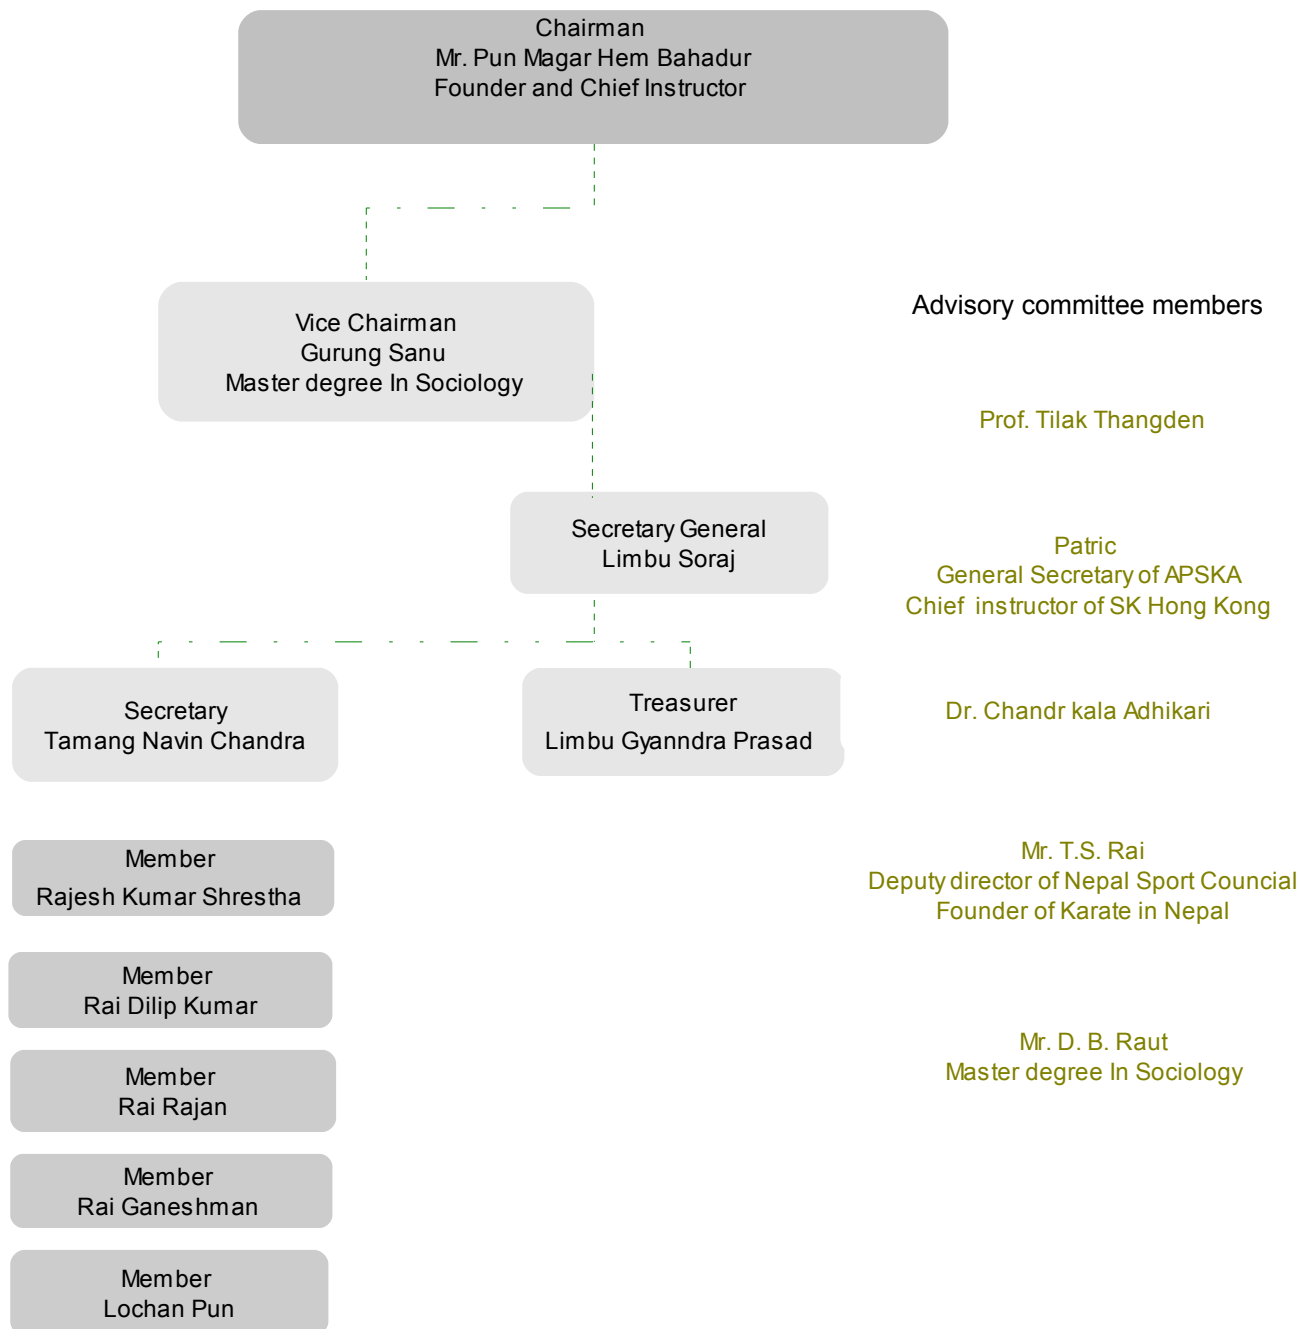 Chairman
Mr. Pun Magar Hem Bahadur
Founder and Chief Instructor
Vice Chairman
Gurung Sanu
Master degree In Sociology
Secretary General
Limbu Soraj
Secretary
Tamang Navin Chandra
Treasurer
Limbu Gyanndra Prasad
Member
Rajesh Kumar Shrestha
Member
Rai Dilip Kumar
Member
Rai Rajan
Member
Rai Ganeshman
Member
Lochan Pun
Advisory committee members
Prof. Tilak Thangden
Patric
General Secretary of APSKA
Chief instructor of SK Hong Kong
Dr. Chandr kala Adhikari
Mr. T.S. Rai
Deputy director of Nepal Sport Councial
Founder of Karate in Nepal
Mr. D. B. Raut
Master degree In Sociology